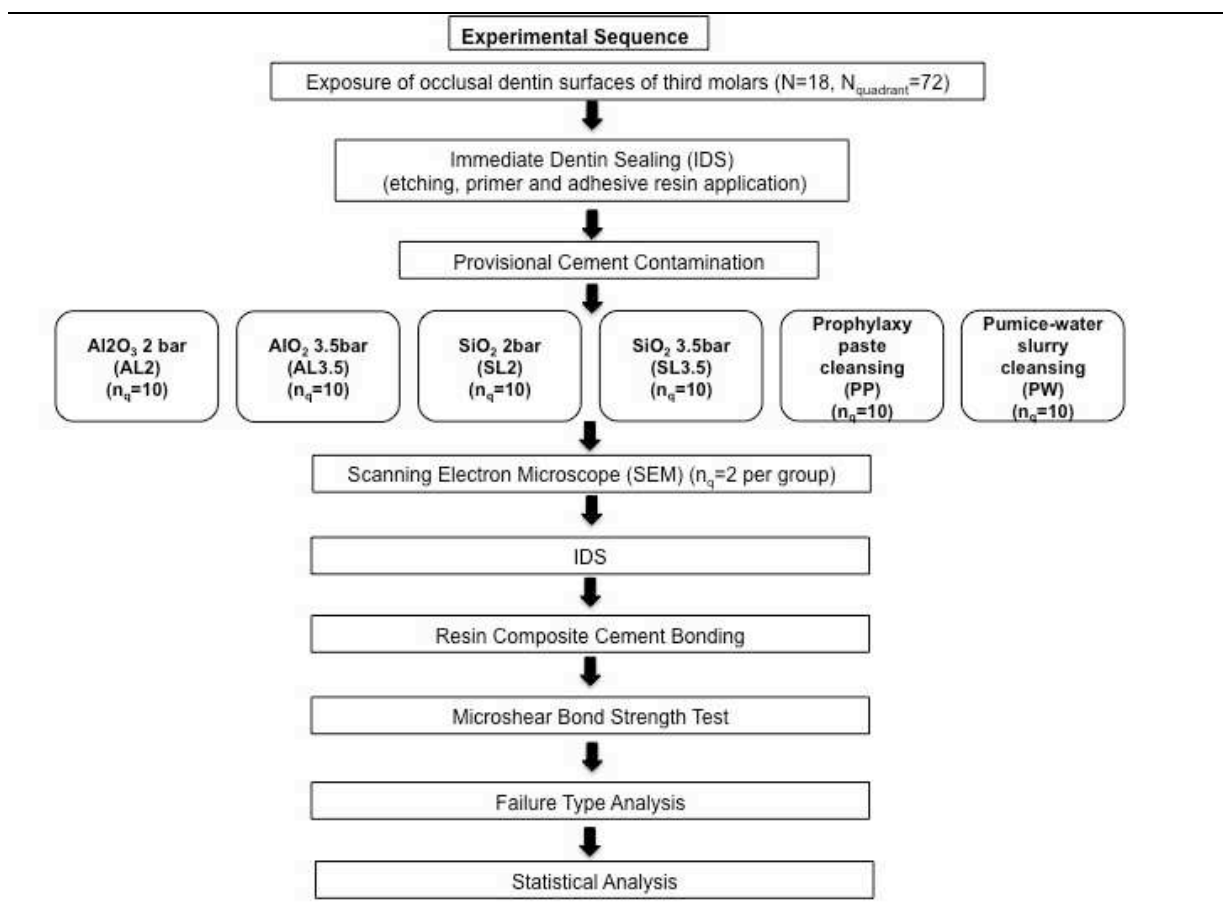 Experimental Sequence
Exposure of occlusal dentin surfaces of third molars (N=18, Nquadrant=72)
Immediate Dentin Sealing (IDS)
(etching, primer and adhesive resin application)
Provisional Cement Contamination
Al2O₃ 2 bar
(AL2)
(nq=10)
AlO₂ 3.5bar
(AL3.5)
(nq=10)
SiO₂ 2bar
(SL2)
(nq=10)
SiO₂ 3.5bar
(SL3.5)
(nq=10)
Prophylaxy
paste
cleansing
(PP)
(nq=10)
Pumice-water
slurry
cleansing
(PW)
(nq=10)
Scanning Electron Microscope (SEM) (nq=2 per group)
IDS
Resin Composite Cement Bonding
Microshear Bond Strength Test
Failure Type Analysis
Statistical Analysis